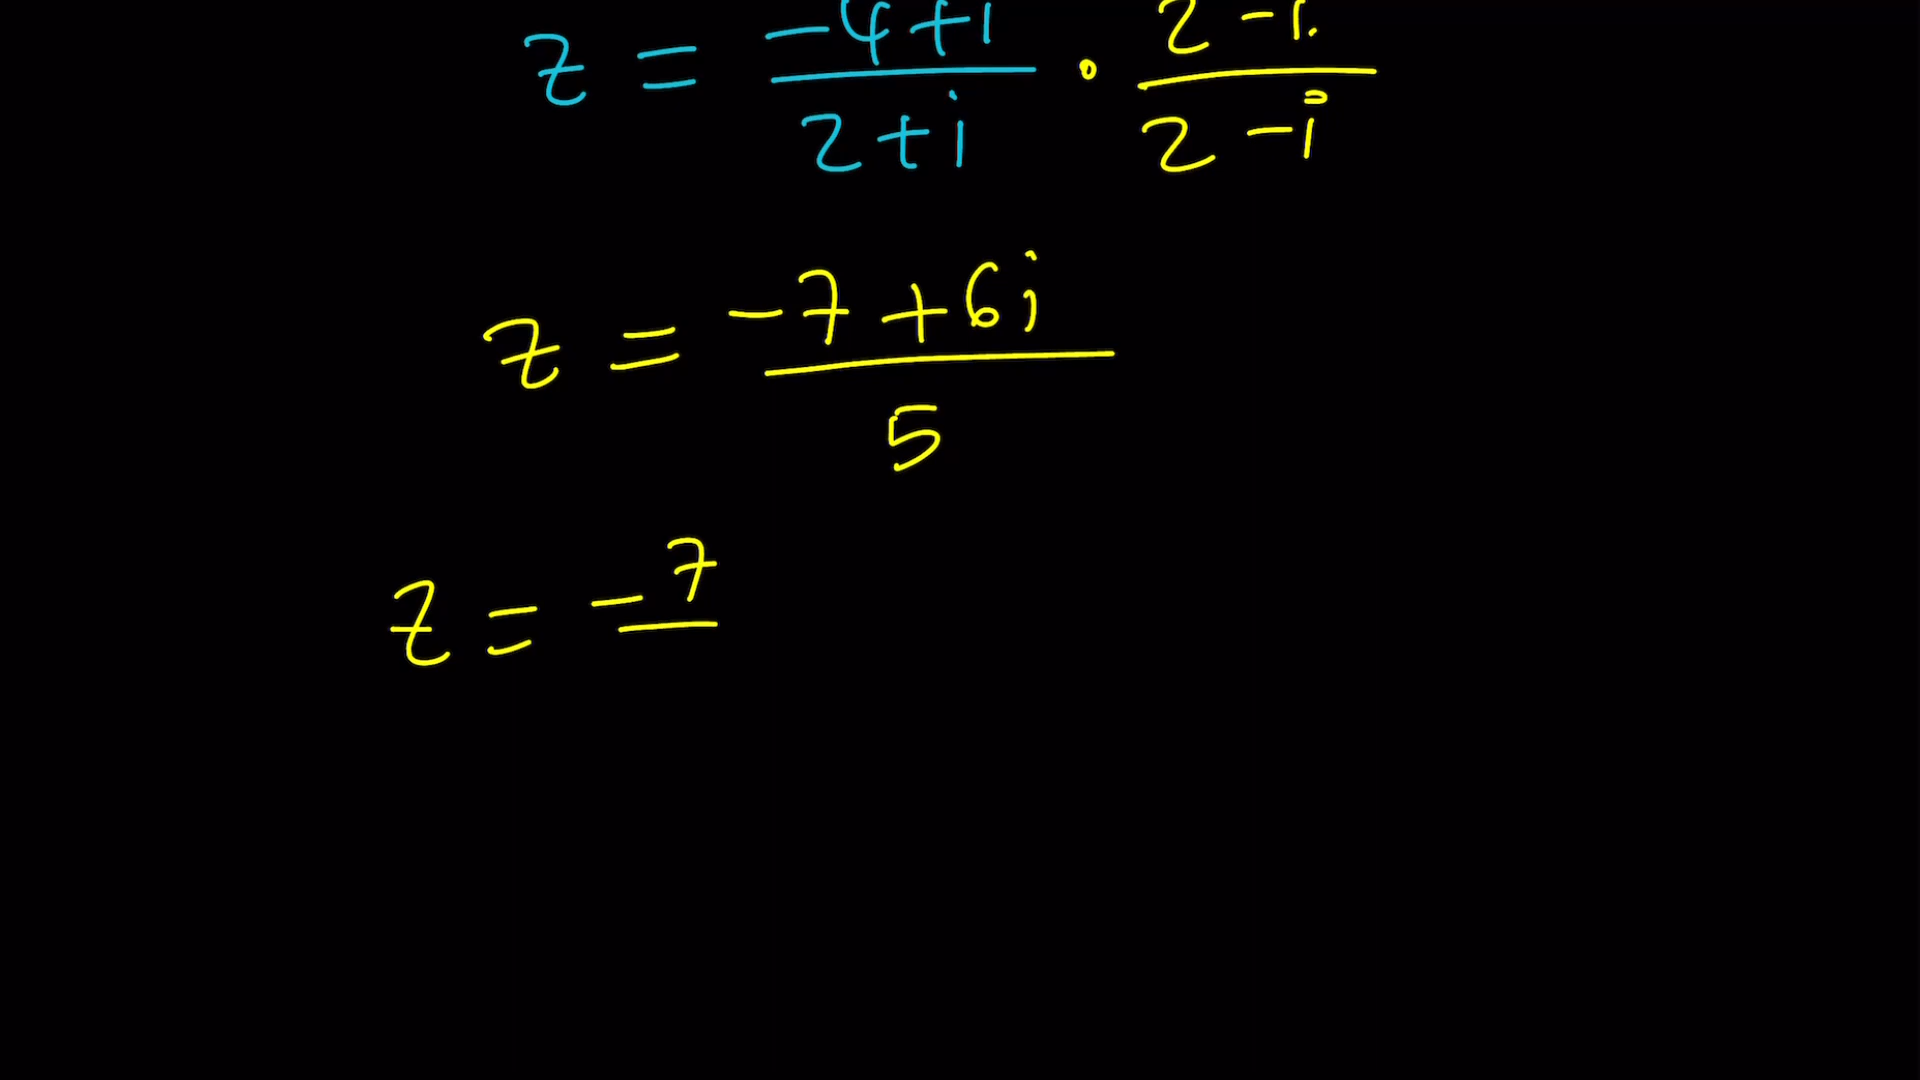 z = (-4+i)/(2+i) · (2-i)/(2-i)
z = (-7+6i)/5
z = -7